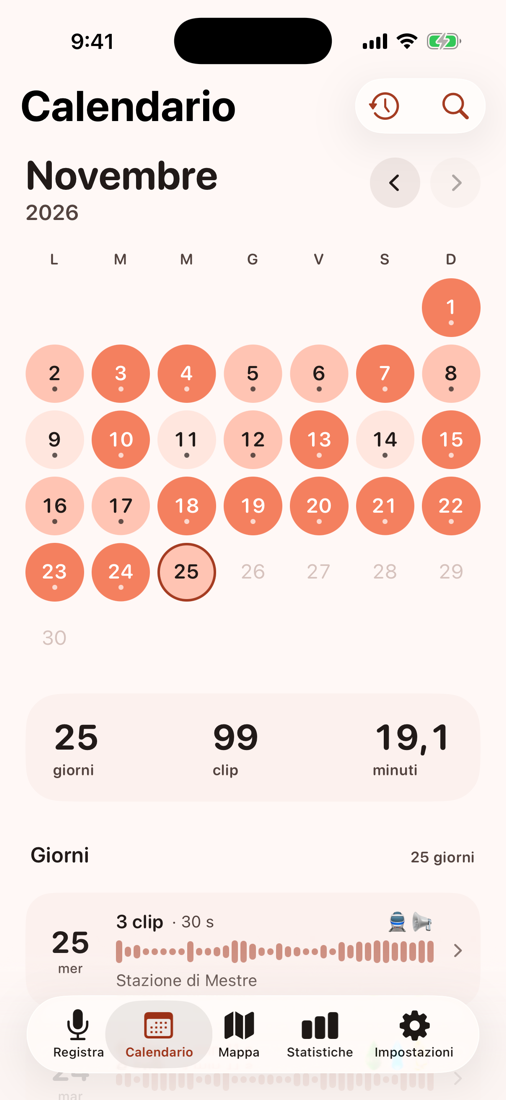 9:41
Calendario
Novembre
2026
L M M G V S D
1
2 3 4 5 6 7 8
9 10 11 12 13 14 15
16 17 18 19 20 21 22
23 24 25 26 27 28 29
30
25 99 19,1
giorni clip minuti
Giorni 25 giorni
3 clip · 30 s
25
mer
Stazione di Mestre
Registra Calendario Mappa Statistiche Impostazioni
24
mar